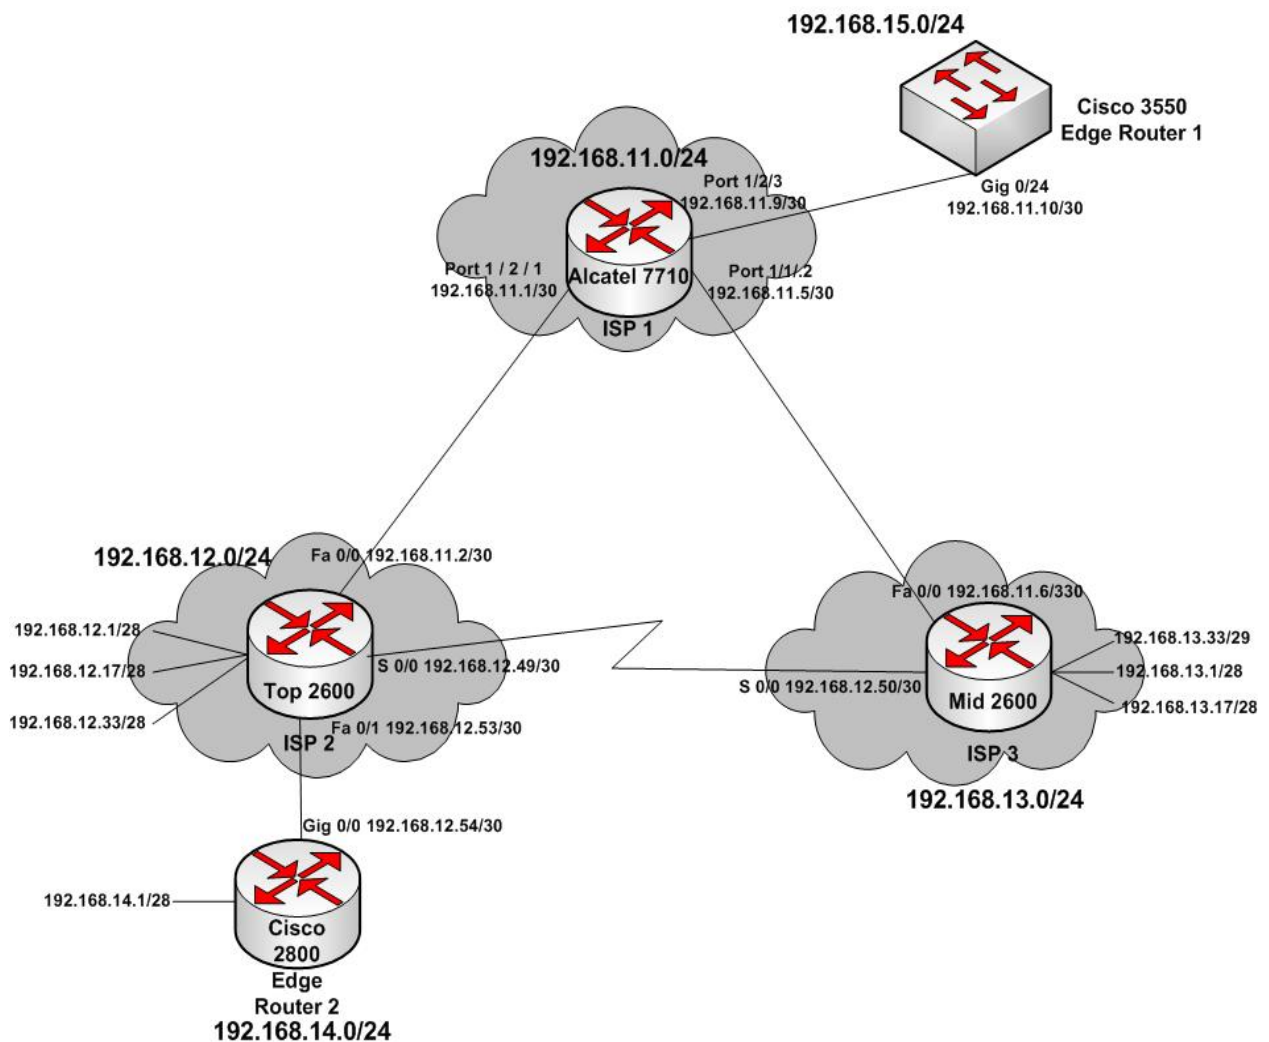 192.168.15.0/24
Cisco 3550
Edge Router 1
192.168.11.0/24
Port 1/2/3
192.168.11.9/30
Gig 0/24
192.168.11.10/30
Port 1 / 2 / 1
192.168.11.1/30
Alcatel 7710
Port 1/1/.2
192.168.11.5/30
ISP 1
192.168.12.0/24
Fa 0/0 192.168.11.2/30
192.168.12.1/28
192.168.12.17/28
192.168.12.33/28
Top 2600
S 0/0 192.168.12.49/30
Fa 0/1 192.168.12.53/30
ISP 2
Fa 0/0 192.168.11.6/330
192.168.13.33/29
192.168.13.1/28
192.168.13.17/28
S 0/0 192.168.12.50/30
Mid 2600
ISP 3
192.168.13.0/24
Gig 0/0 192.168.12.54/30
192.168.14.1/28
Cisco
2800
Edge
Router 2
192.168.14.0/24